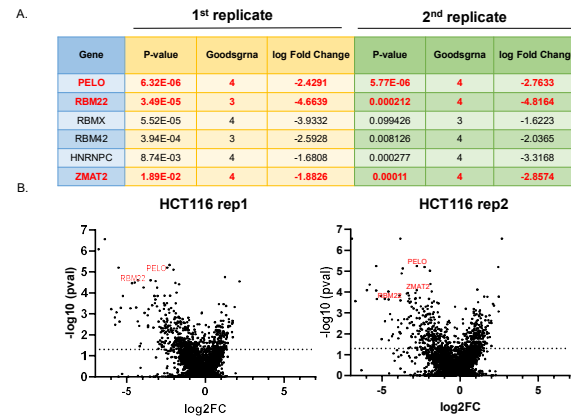 A.
1st replicate 2nd replicate
Gene P-value Goodsgrna log Fold Change P-value Goodsgrna log Fold Change
PELO 6.32E-06 4 -2.4291 5.77E-06 4 -2.7633
RBM22 3.49E-05 3 -4.6639 0.000212 4 -4.8164
RBMX 5.52E-05 4 -3.9332 0.099426 3 -1.6223
RBM42 3.94E-04 3 -2.5928 0.008126 4 -2.0365
HNRNPC 8.74E-03 4 -1.6808 0.000277 4 -3.3168
ZMAT2 1.89E-02 4 -1.8826 0.00011 4 -2.8574
B.
HCT116 rep1 HCT116 rep2
7 7
6 6
PELO PELO
5 5
RBM22 ZMAT2
4 4
RBM22
3 3
2 2
1 1
0 0
-log10 (pval) -log10 (pval)
-5 0 5 -5 0 5
log2FC log2FC